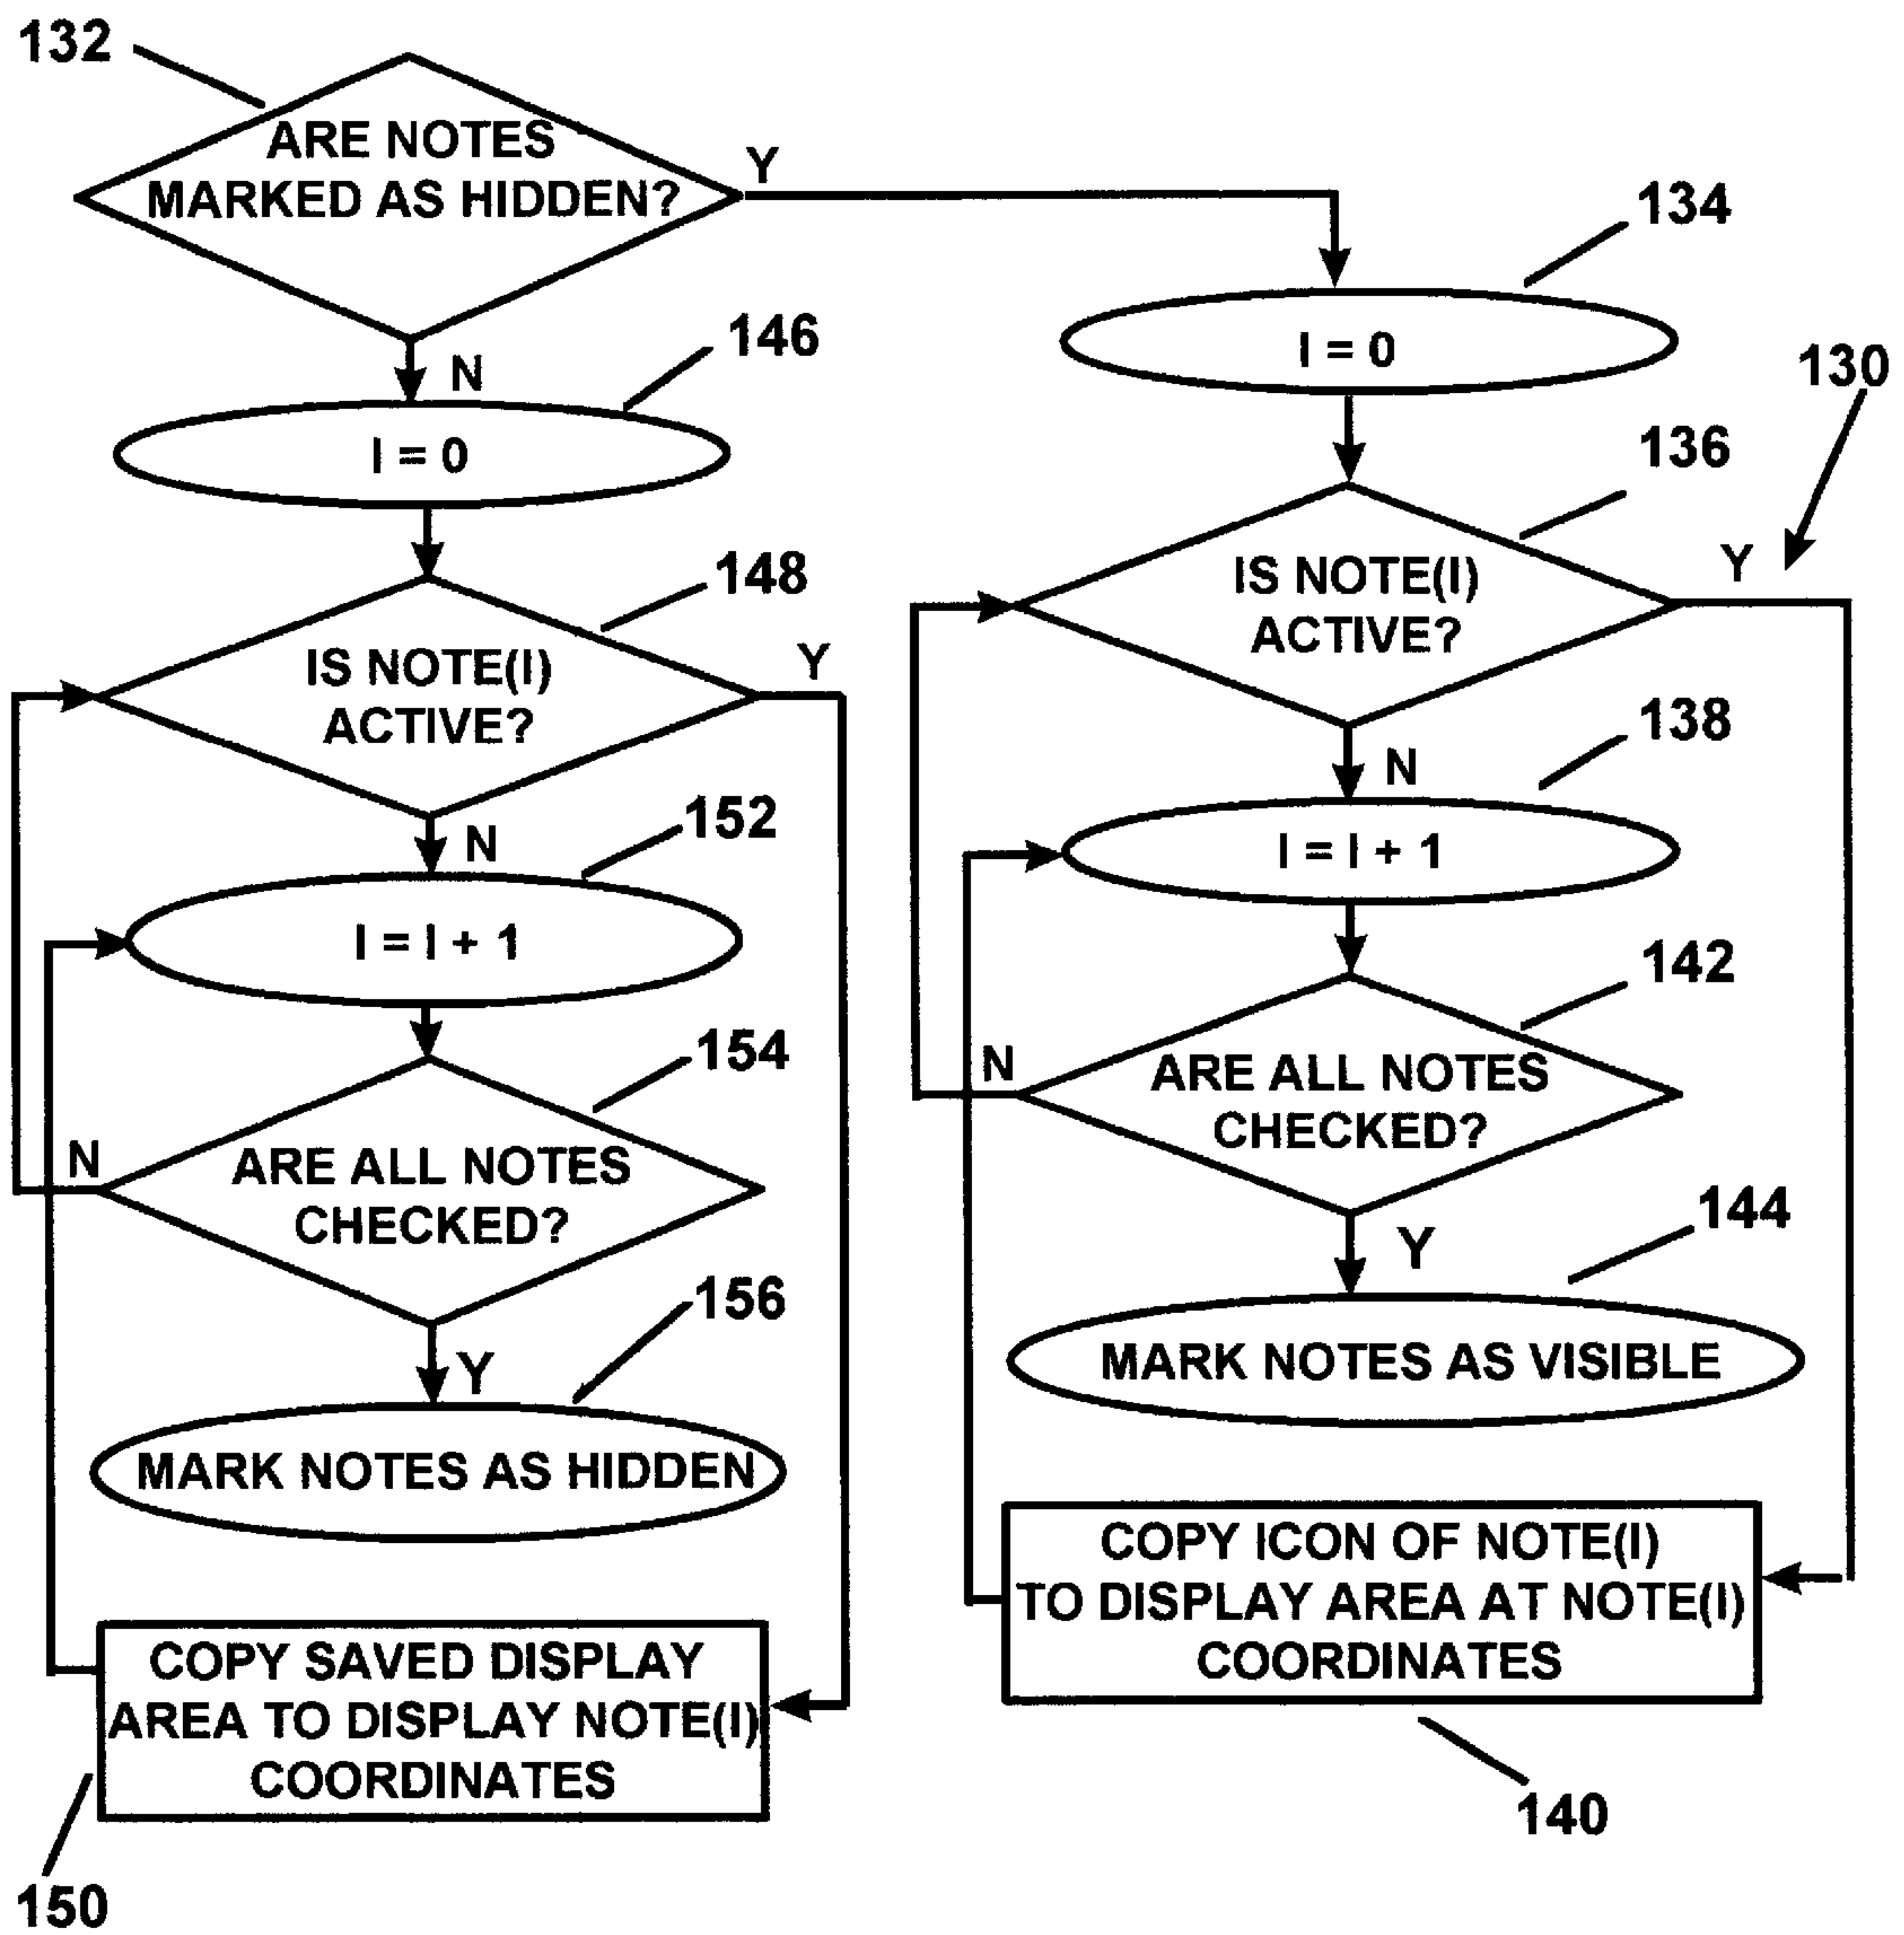 132
ARE NOTES
MARKED AS HIDDEN?
Y
134
I = 0
146
N
I = 0
130
136
Y
IS NOTE(I)
ACTIVE?
148
Y
IS NOTE(I)
ACTIVE?
138
N
I = I + 1
152
N
I = I + 1
142
N
ARE ALL NOTES
CHECKED?
154
N
ARE ALL NOTES
CHECKED?
144
Y
MARK NOTES AS VISIBLE
156
Y
MARK NOTES AS HIDDEN
COPY ICON OF NOTE(I)
TO DISPLAY AREA AT NOTE(I)
COORDINATES
140
COPY SAVED DISPLAY
AREA TO DISPLAY NOTE(I)
COORDINATES
150